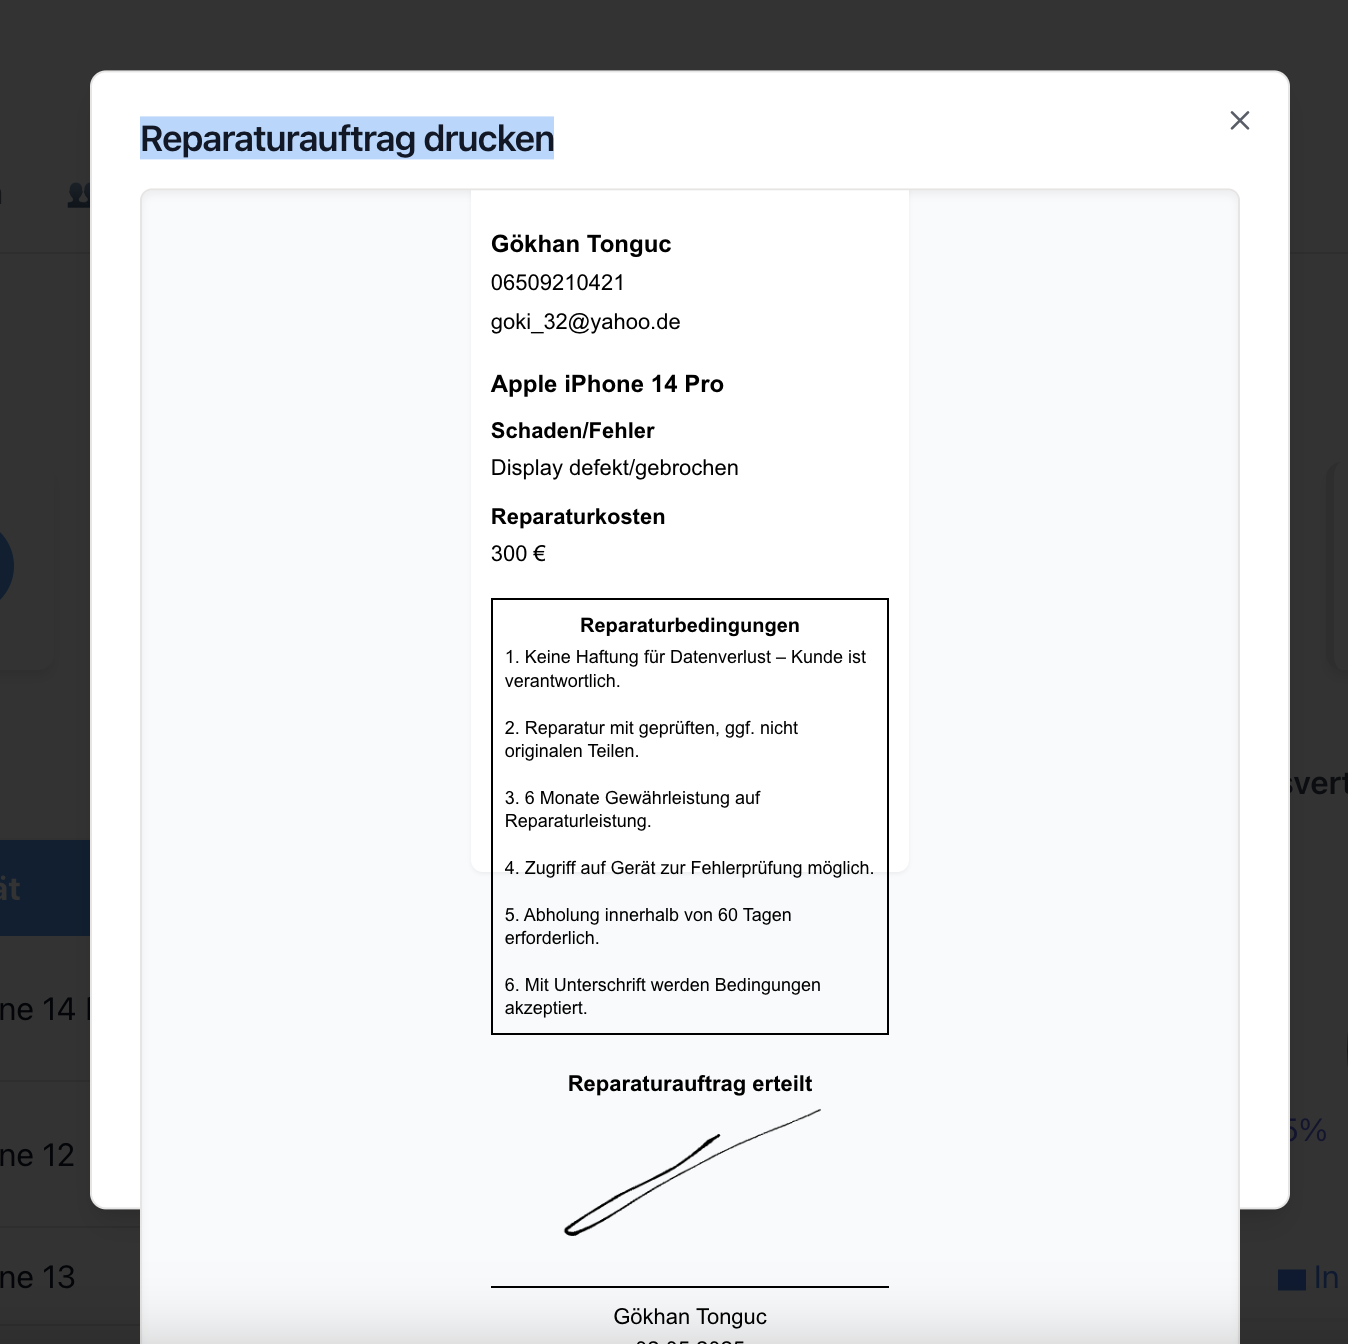 Reparaturauftrag drucken
Gökhan Tonguc
06509210421
goki_32@yahoo.de
Apple iPhone 14 Pro
Schaden/Fehler
Display defekt/gebrochen
Reparaturkosten
300 €
Reparaturbedingungen
1. Keine Haftung für Datenverlust – Kunde ist
verantwortlich.
2. Reparatur mit geprüften, ggf. nicht
originalen Teilen.
3. 6 Monate Gewährleistung auf
Reparaturleistung.
4. Zugriff auf Gerät zur Fehlerprüfung möglich.
5. Abholung innerhalb von 60 Tagen
erforderlich.
6. Mit Unterschrift werden Bedingungen
akzeptiert.
Reparaturauftrag erteilt
Gökhan Tonguc
ät
ne 14
ne 12
ne 13
svert
5%
In